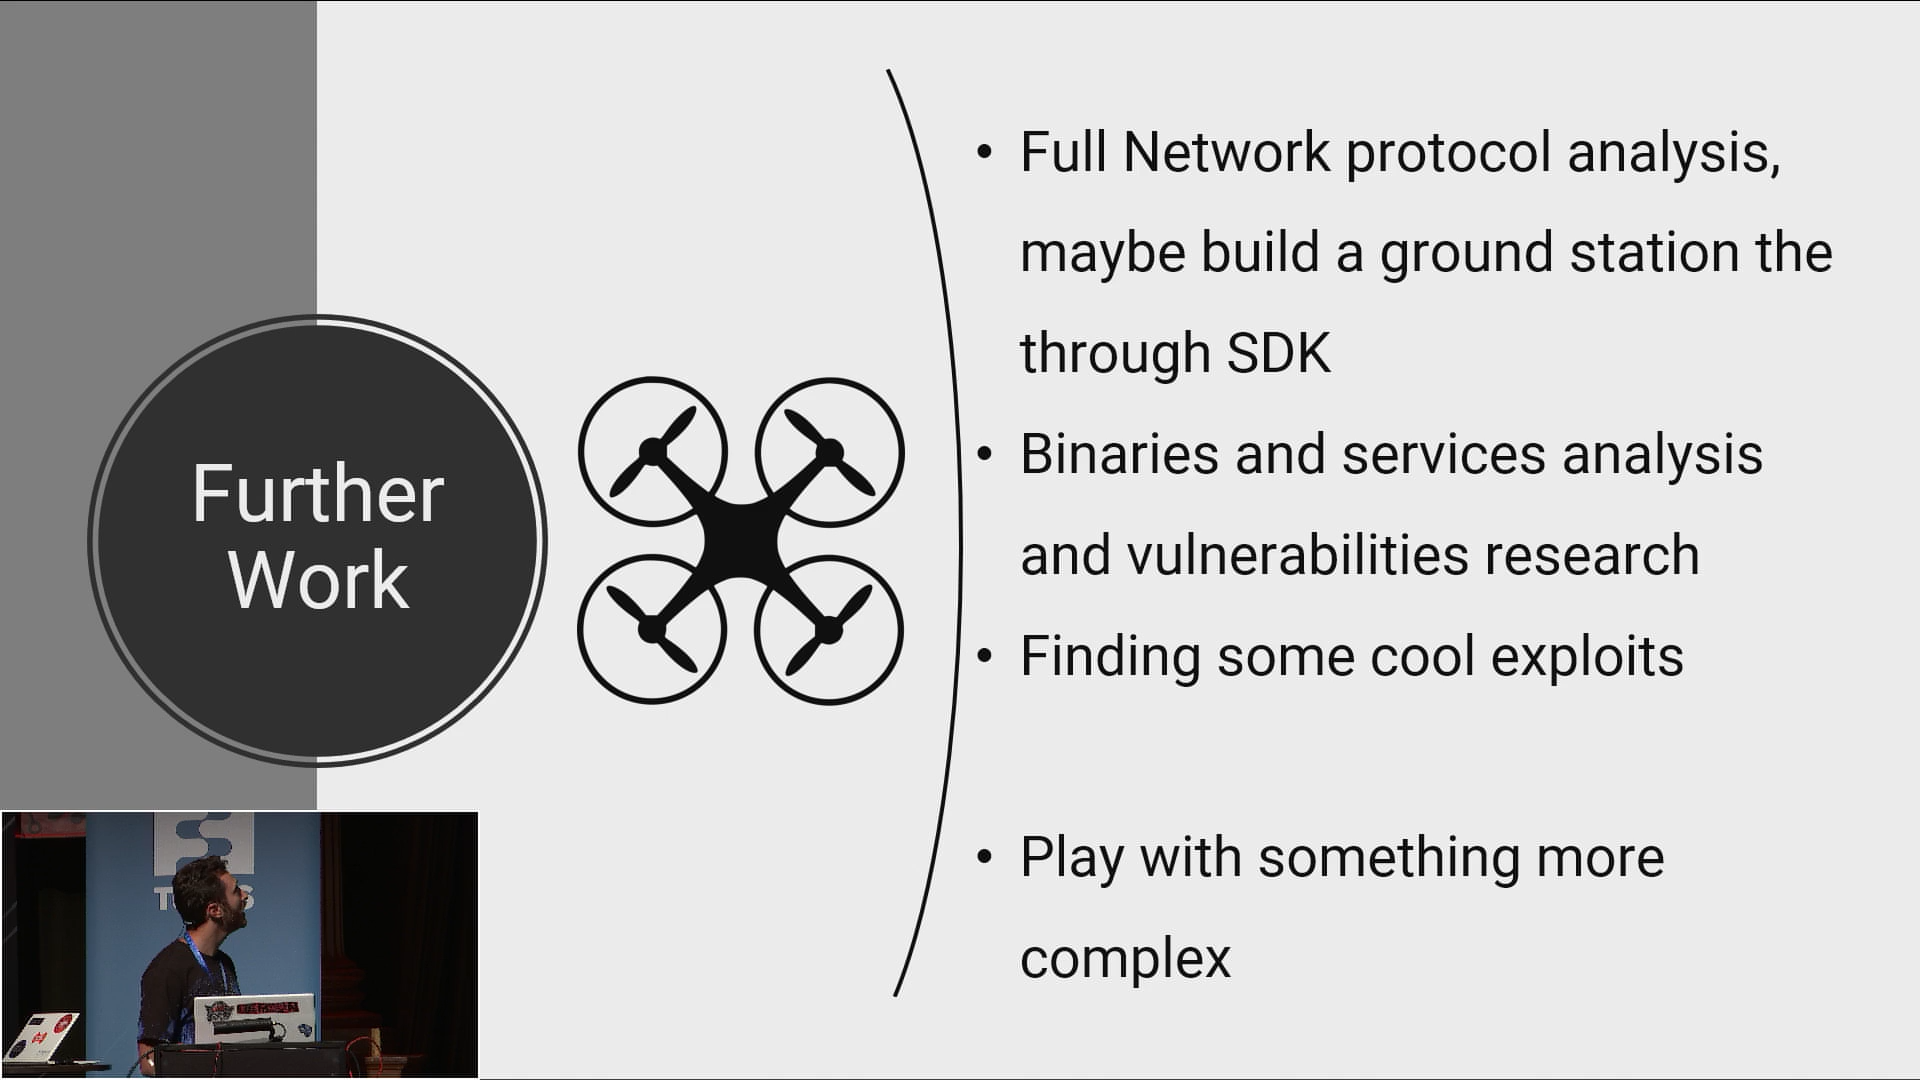 Further
Work
• Full Network protocol analysis,
maybe build a ground station the
through SDK
• Binaries and services analysis
and vulnerabilities research
• Finding some cool exploits
• Play with something more
complex